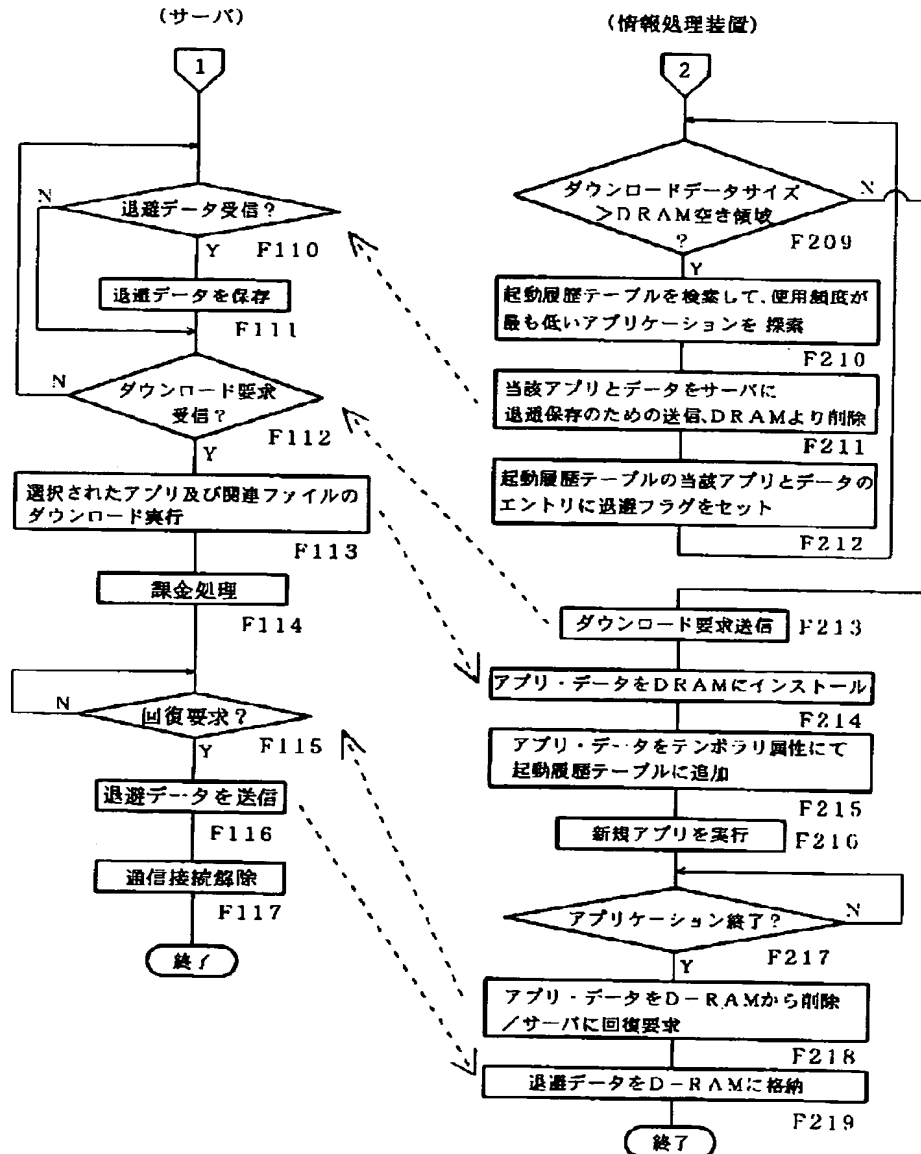 (サーバ)
1
N
退避データ受信?
F110
Y
退避データを保存
F111
N
ダウンロード要求
受信?
F112
Y
選択されたアプリ及び関連ファイルの
ダウンロード実行
F113
課金処理
F114
N
回復要求?
F115
Y
退避データを送信
F116
通信接続解除
F117
終了
(情報処理装置)
2
ダウンロードデータサイズ
>DRAM空き領域
?
N
F209
Y
起動履歴テーブルを検索して、使用頻度が
最も低いアプリケーションを 探索
F210
当該アプリとデータをサーバに
退避保存のための送信、DRAMより削除
F211
起動履歴テーブルの当該アプリとデータの
エントリに退避フラグをセット
F212
ダウンロード要求送信
F213
アプリ・データをDRAMにインストール
F214
アプリ・データをテンポラリ属性にて
起動履歴テーブルに追加
F215
新規アプリを実行
F216
アプリケーション終了?
N
F217
Y
アプリ・データをD-RAMから削除
/サーバに回復要求
F218
退避データをD-RAMに格納
F219
終了